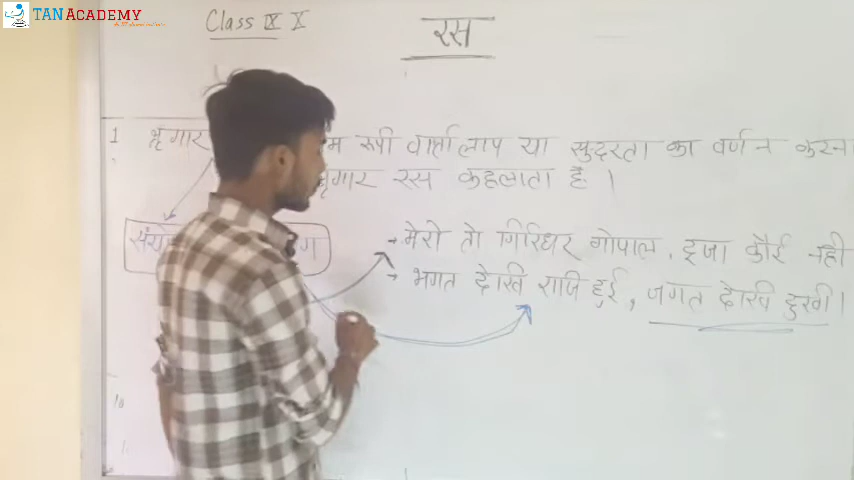 TAN ACADEMY
Class IX X
रस
1 श्रृगार रूपी वार्त्तालाप या सुन्दरता का वर्णन करना
श्रृगार रस कहलाता है ।
→ मेरो तो गिरिधर गोपाल, दूजा कोई नही
→ भगत देखि राजि हुई, जगत देखि दुखी ।